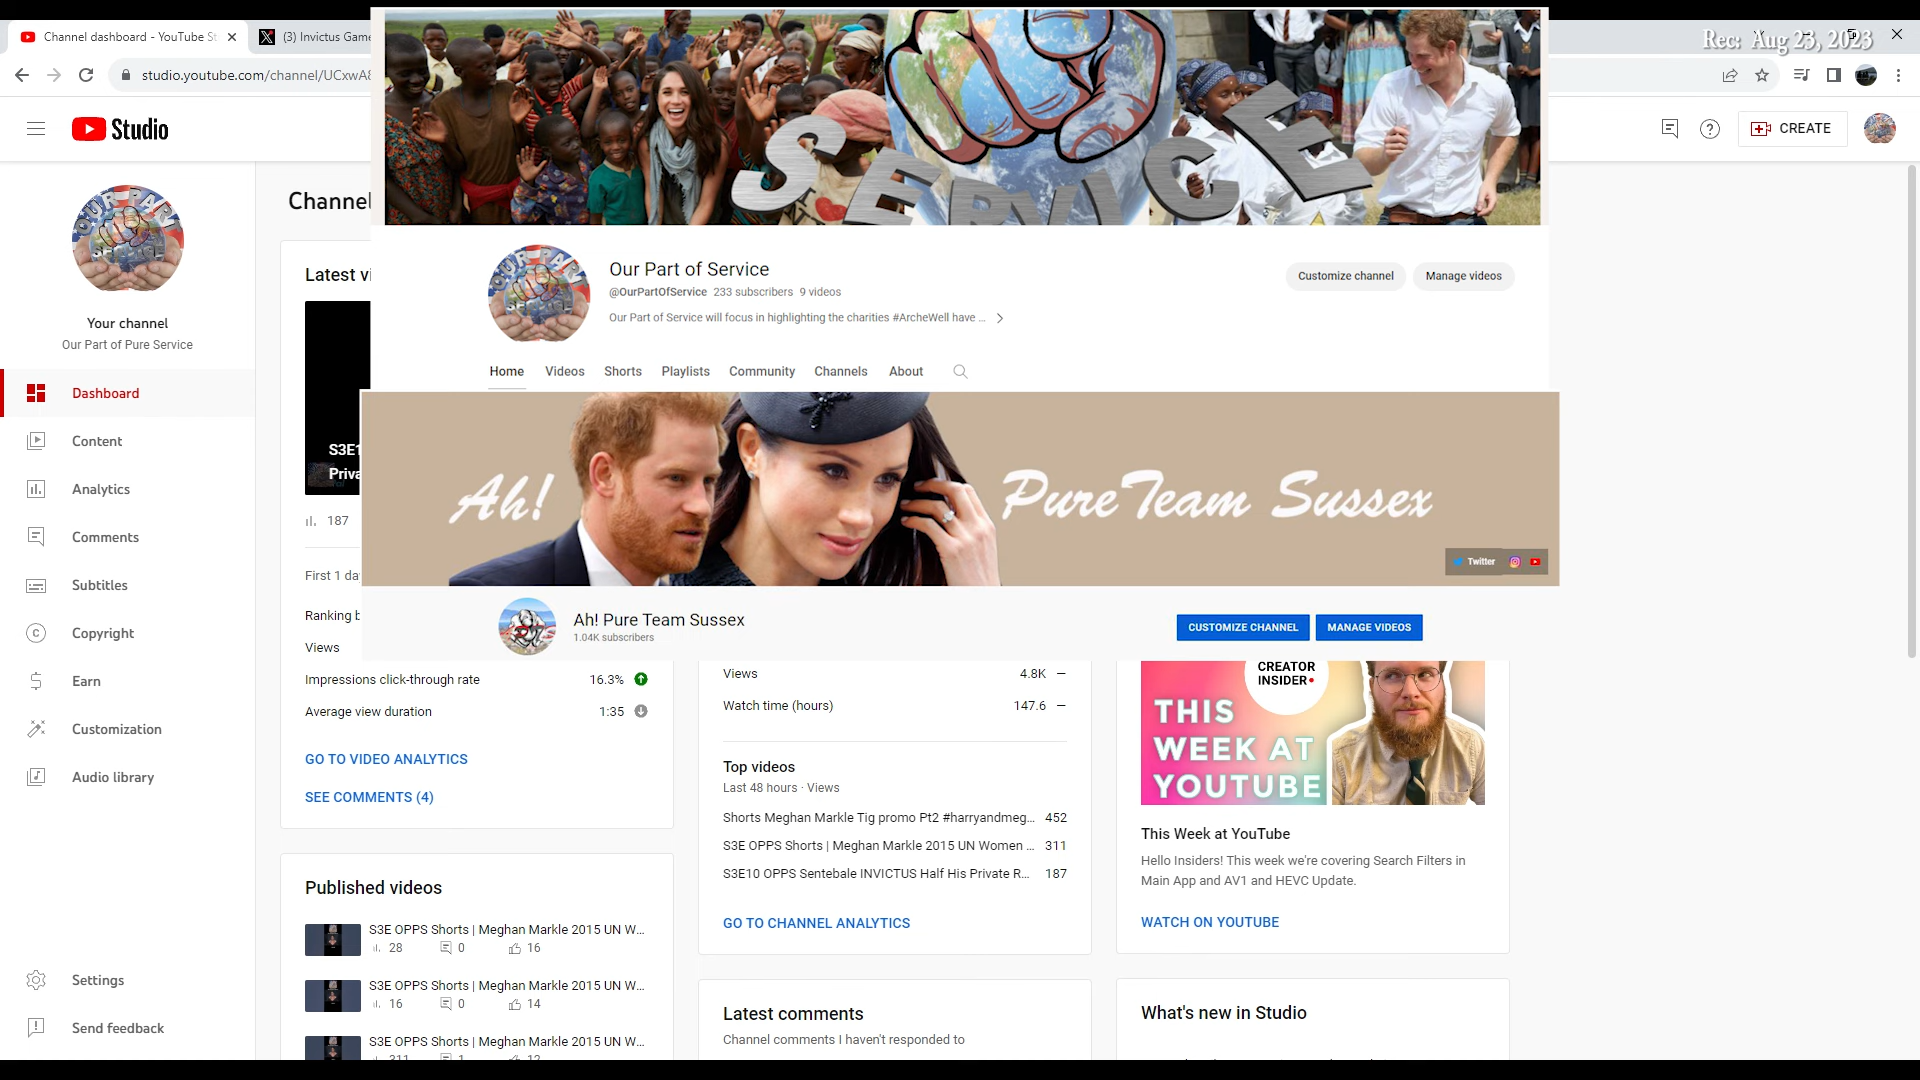 Channel dashboard - YouTube St
(3) Invictus Game
Rec: Aug 23, 2023
studio.youtube.com/channel/UCxwA8
Studio
CREATE
SERVICE
OUR PART
SERVICE
Your channel
Our Part of Pure Service
Dashboard
Content
Analytics
Comments
Subtitles
Copyright
Earn
Customization
Audio library
Settings
Send feedback
Channel
Our Part of Service
@OurPartOfService 233 subscribers 9 videos
Our Part of Service will focus in highlighting the charities #ArcheWell have ...
Customize channel
Manage videos
Home Videos Shorts Playlists Community Channels About
Ah! Pure Team Sussex
Twitter
Ah! Pure Team Sussex
1.04K subscribers
CUSTOMIZE CHANNEL
MANAGE VIDEOS
Latest vi
S3E1
Priva
187
First 1 da
Ranking b
Views
Impressions click-through rate 16.3%
Average view duration 1:35
GO TO VIDEO ANALYTICS
SEE COMMENTS (4)
Published videos
S3E OPPS Shorts | Meghan Markle 2015 UN W...
28 0 16
S3E OPPS Shorts | Meghan Markle 2015 UN W...
16 0 14
S3E OPPS Shorts | Meghan Markle 2015 UN W...
311 1 12
Views 4.8K —
Watch time (hours) 147.6 —
Top videos
Last 48 hours · Views
Shorts Meghan Markle Tig promo Pt2 #harryandmeg... 452
S3E OPPS Shorts | Meghan Markle 2015 UN Women ... 311
S3E10 OPPS Sentebale INVICTUS Half His Private R... 187
GO TO CHANNEL ANALYTICS
Latest comments
Channel comments I haven't responded to
CREATOR
INSIDER
THIS
WEEK AT
YOUTUBE
This Week at YouTube
Hello Insiders! This week we're covering Search Filters in
Main App and AV1 and HEVC Update.
WATCH ON YOUTUBE
What's new in Studio